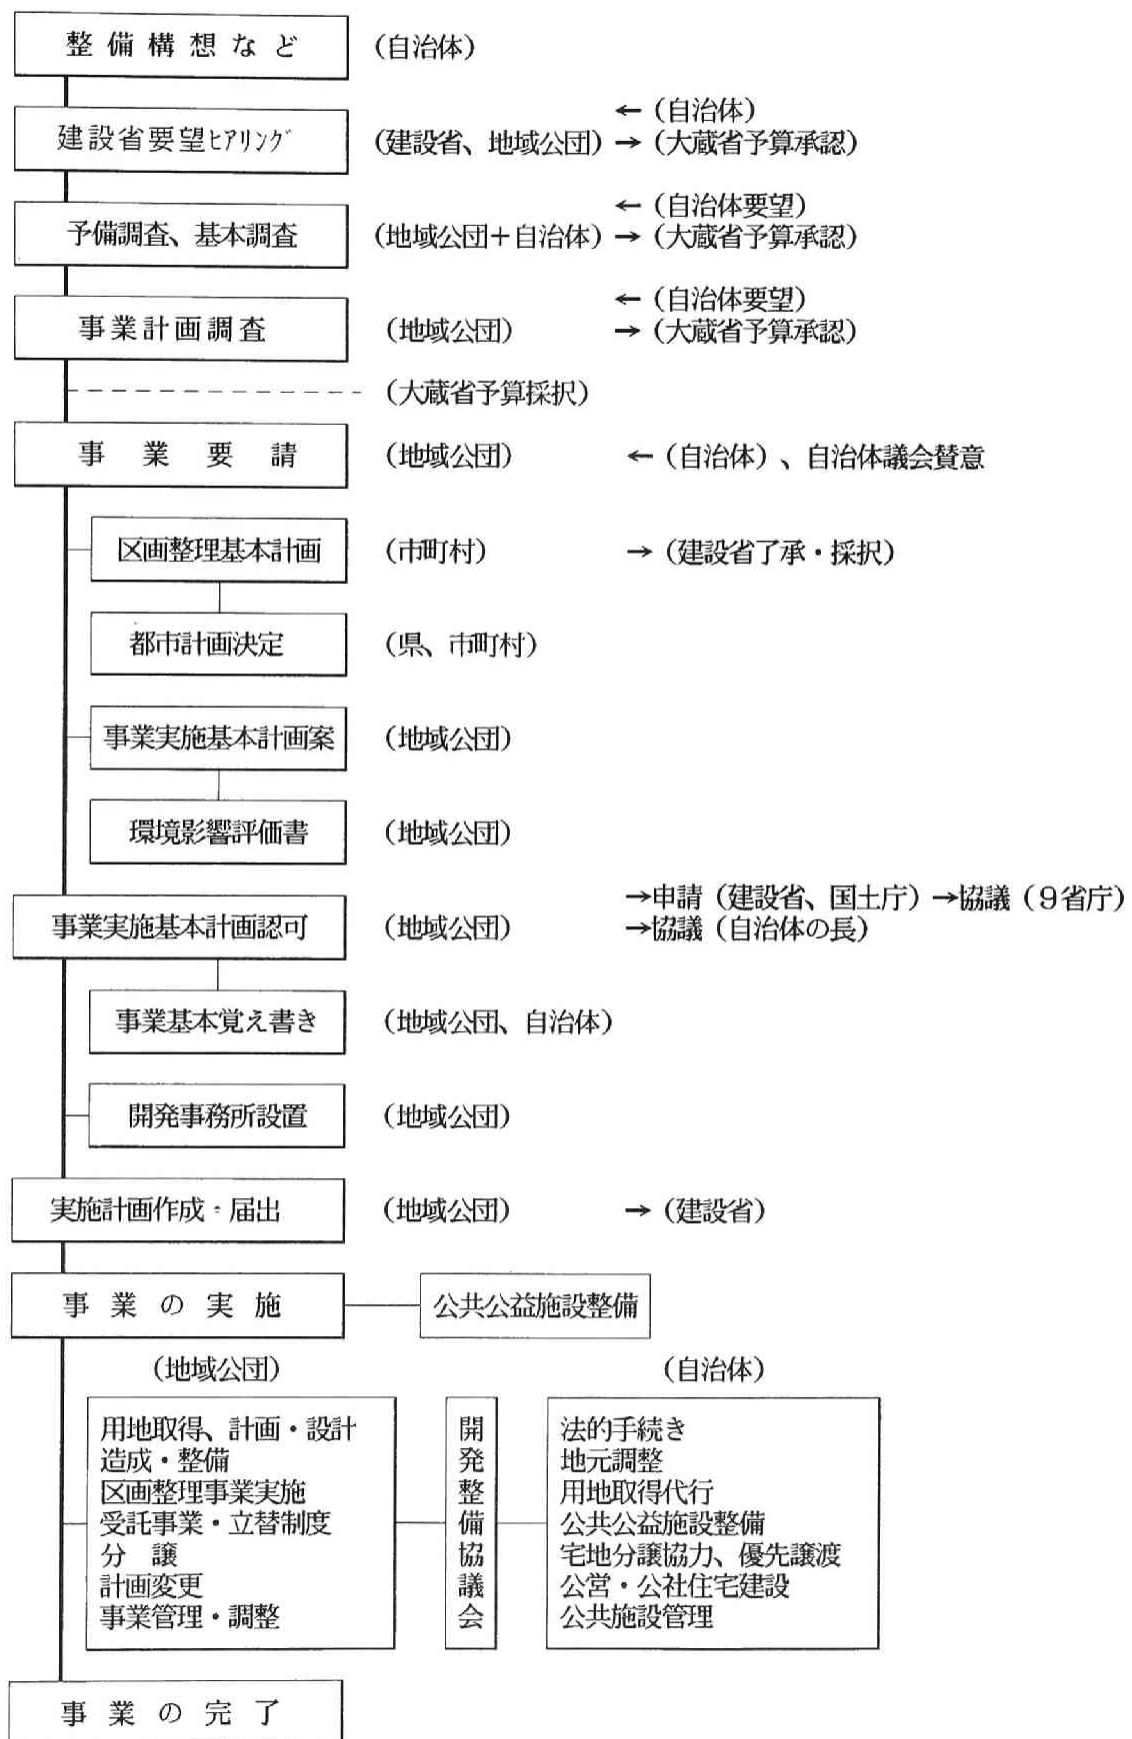 整備構想など (自治体)
← (自治体)
建設省要望ﾋｱﾘﾝｸﾞ (建設省、地域公団) → (大蔵省予算承認)
← (自治体要望)
予備調査、基本調査 (地域公団＋自治体) → (大蔵省予算承認)
← (自治体要望)
事業計画調査 (地域公団) → (大蔵省予算承認)
(大蔵省予算採択)
事業要請 (地域公団) ← (自治体)、自治体議会賛意
区画整理基本計画 (市町村) → (建設省了承・採択)
都市計画決定 (県、市町村)
事業実施基本計画案 (地域公団)
環境影響評価書 (地域公団)
→申請 (建設省、国土庁) →協議 (９省庁)
事業実施基本計画認可 (地域公団) →協議 (自治体の長)
事業基本覚え書き (地域公団、自治体)
開発事務所設置 (地域公団)
実施計画作成・届出 (地域公団) → (建設省)
事業の実施 公共公益施設整備
(地域公団) (自治体)
用地取得、計画・設計
造成・整備
区画整理事業実施
受託事業・立替制度
分　譲
計画変更
事業管理・調整
開発整備協議会
法的手続き
地元調整
用地取得代行
公共公益施設整備
宅地分譲協力、優先譲渡
公営・公社住宅建設
公共施設管理
事業の完了